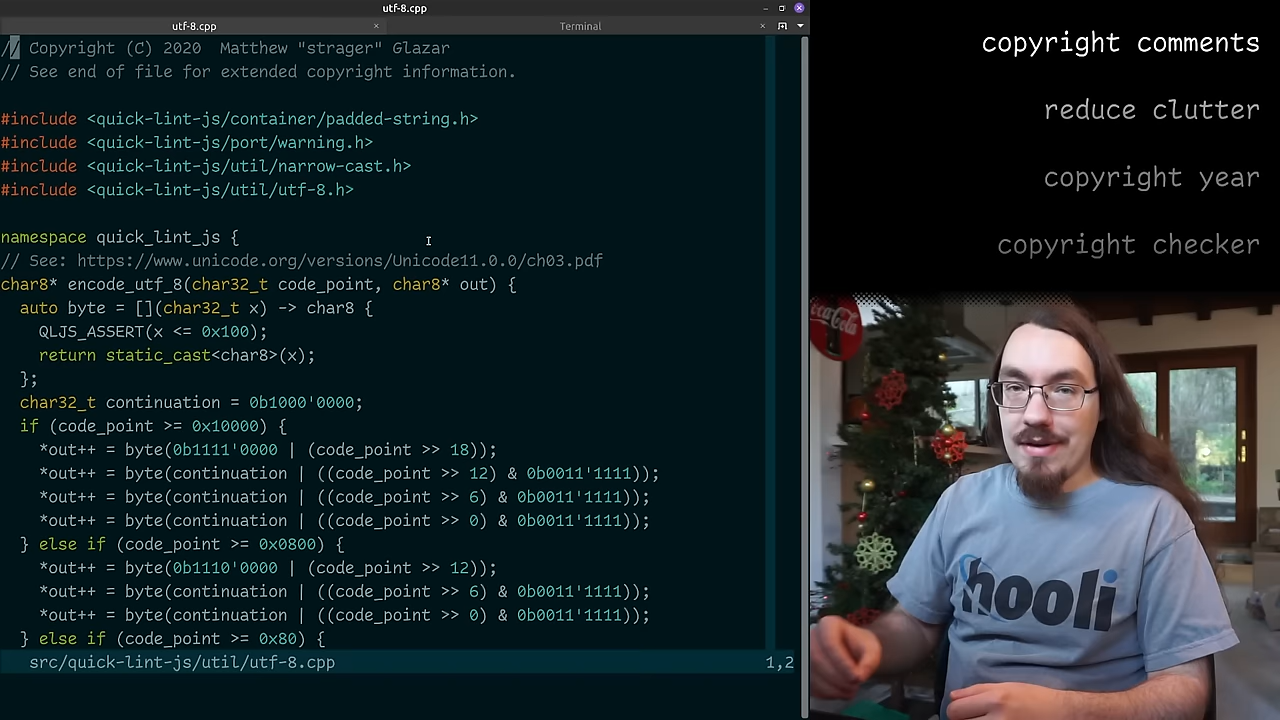 utf-8.cpp
utf-8.cpp
Terminal
// Copyright (C) 2020  Matthew "strager" Glazar
// See end of file for extended copyright information.
#include <quick-lint-js/container/padded-string.h>
#include <quick-lint-js/port/warning.h>
#include <quick-lint-js/util/narrow-cast.h>
#include <quick-lint-js/util/utf-8.h>
namespace quick_lint_js {
// See: https://www.unicode.org/versions/Unicode11.0.0/ch03.pdf
char8* encode_utf_8(char32_t code_point, char8* out) {
  auto byte = [](char32_t x) -> char8 {
    QLJS_ASSERT(x <= 0x100);
    return static_cast<char8>(x);
  };
  char32_t continuation = 0b1000'0000;
  if (code_point >= 0x10000) {
    *out++ = byte(0b1111'0000 | (code_point >> 18));
    *out++ = byte(continuation | ((code_point >> 12) & 0b0011'1111));
    *out++ = byte(continuation | ((code_point >> 6) & 0b0011'1111));
    *out++ = byte(continuation | ((code_point >> 0) & 0b0011'1111));
  } else if (code_point >= 0x0800) {
    *out++ = byte(0b1110'0000 | (code_point >> 12));
    *out++ = byte(continuation | ((code_point >> 6) & 0b0011'1111));
    *out++ = byte(continuation | ((code_point >> 0) & 0b0011'1111));
  } else if (code_point >= 0x80) {
src/quick-lint-js/util/utf-8.cpp
1,2
copyright comments
reduce clutter
copyright year
copyright checker
Coca-Cola
hooli